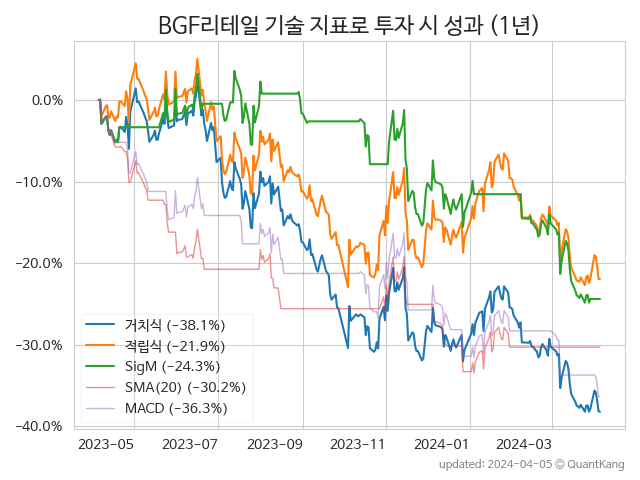 BGF리테일 기술 지표로 투자 시 성과 (1년)
0.0%
−10.0%
−20.0%
−30.0%
−40.0%
거치식 (−38.1%)
적립식 (−21.9%)
SigM (−24.3%)
SMA(20) (−30.2%)
MACD (−36.3%)
2023−05 2023−07 2023−09 2023−11 2024−01 2024−03
updated: 2024−04−05 © QuantKang